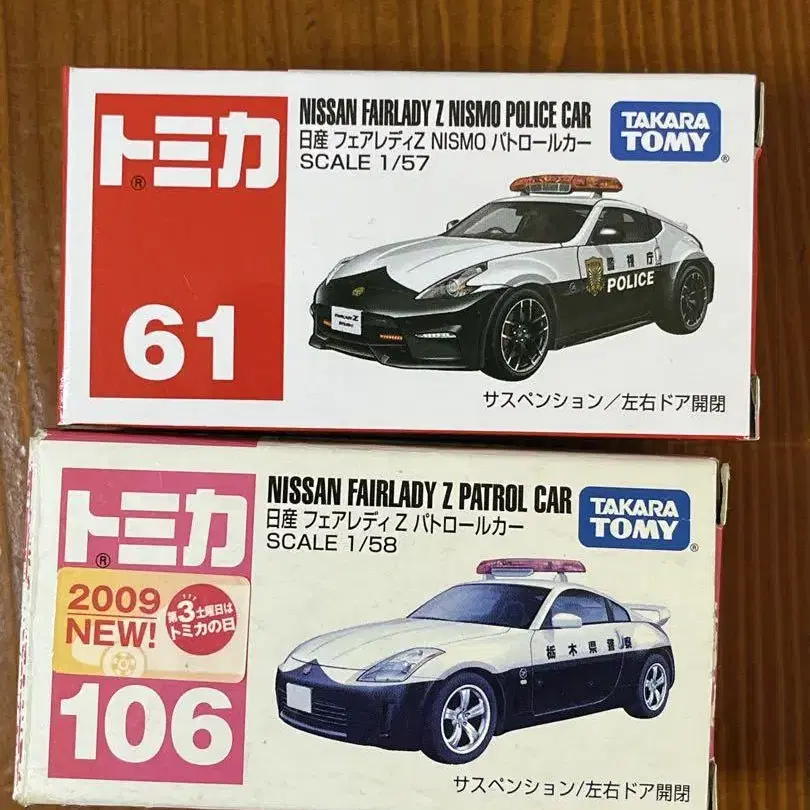 トミカ®
61
NISSAN FAIRLADY Z NISMO POLICE CAR
日産 フェアレディZ NISMO パトロールカー
SCALE 1/57
TAKARA
TOMY®
警視庁
POLICE
FAIRLADY Z
サスペンション/左右ドア開閉
トミカ®
2009
NEW!
第3土曜日は
トミカの日
106
NISSAN FAIRLADY Z PATROL CAR
日産 フェアレディZ パトロールカー
SCALE 1/58
TAKARA
TOMY®
栃木県警察
サスペンション/左右ドア開閉